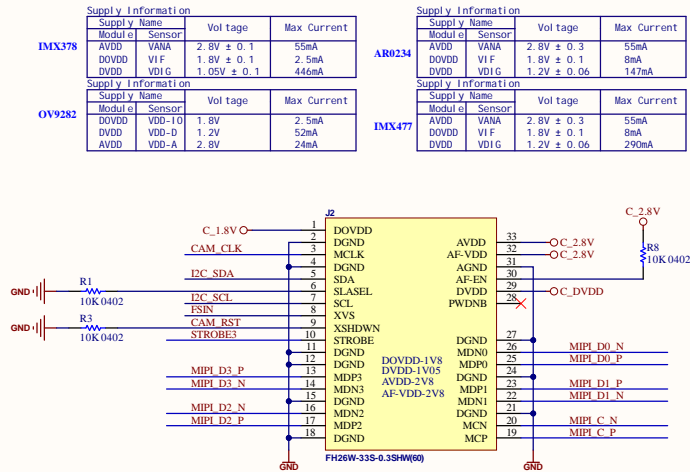 Supply Information
Supply Name Voltage Max Current
Module Sensor
IMX378
AVDD VANA 2.8V ± 0.1 55mA
DOVDD VIF 1.8V ± 0.1 2.5mA
DVDD VDIG 1.05V ± 0.1 446mA
Supply Information
Supply Name Voltage Max Current
Module Sensor
OV9282
DOVDD VDD-IO 1.8V 2.5mA
DVDD VDD-D 1.2V 52mA
AVDD VDD-A 2.8V 24mA
Supply Information
Supply Name Voltage Max Current
Module Sensor
AR0234
AVDD VANA 2.8V ± 0.3 55mA
DOVDD VIF 1.8V ± 0.1 8mA
DVDD VDIG 1.2V ± 0.06 147mA
Supply Information
Supply Name Voltage Max Current
Module Sensor
IMX477
AVDD VANA 2.8V ± 0.3 55mA
DOVDD VIF 1.8V ± 0.1 8mA
DVDD VDIG 1.2V ± 0.06 290mA
J2
C_1.8V 1 DOVDD
2 DGND
CAM_CLK 3 MCLK
4 DGND
I2C_SDA 5 SDA
GND R1 10K 0402 6 SLASEL
I2C_SCL 7 SCL
FSIN 8 XVS
GND R3 10K 0402 CAM_RST 9 XSHDWN
STROBE3 10 STROBE
11 DGND
12 DGND
MIPI_D3_P 13 MDP3
MIPI_D3_N 14 MDN3
15 DGND
MIPI_D2_N 16 MDN2
MIPI_D2_P 17 MDP2
18 DGND
GND
DOVDD-1V8
DVDD-1V05
AVDD-2V8
AF-VDD-2V8
C_2.8V
R8
10K 0402
AVDD 33 C_2.8V
AF-VDD 32 C_2.8V
AGND 31
AF-EN 30
DVDD 29 C_DVDD
PWDNB 28
DGND 27
MDN0 26 MIPI_D0_N
MDP0 25 MIPI_D0_P
DGND 24
MDP1 23 MIPI_D1_P
MDN1 22 MIPI_D1_N
DGND 21
MCN 20 MIPI_C_N
MCP 19 MIPI_C_P
GND
FH26W-33S-0.3SHW(60)